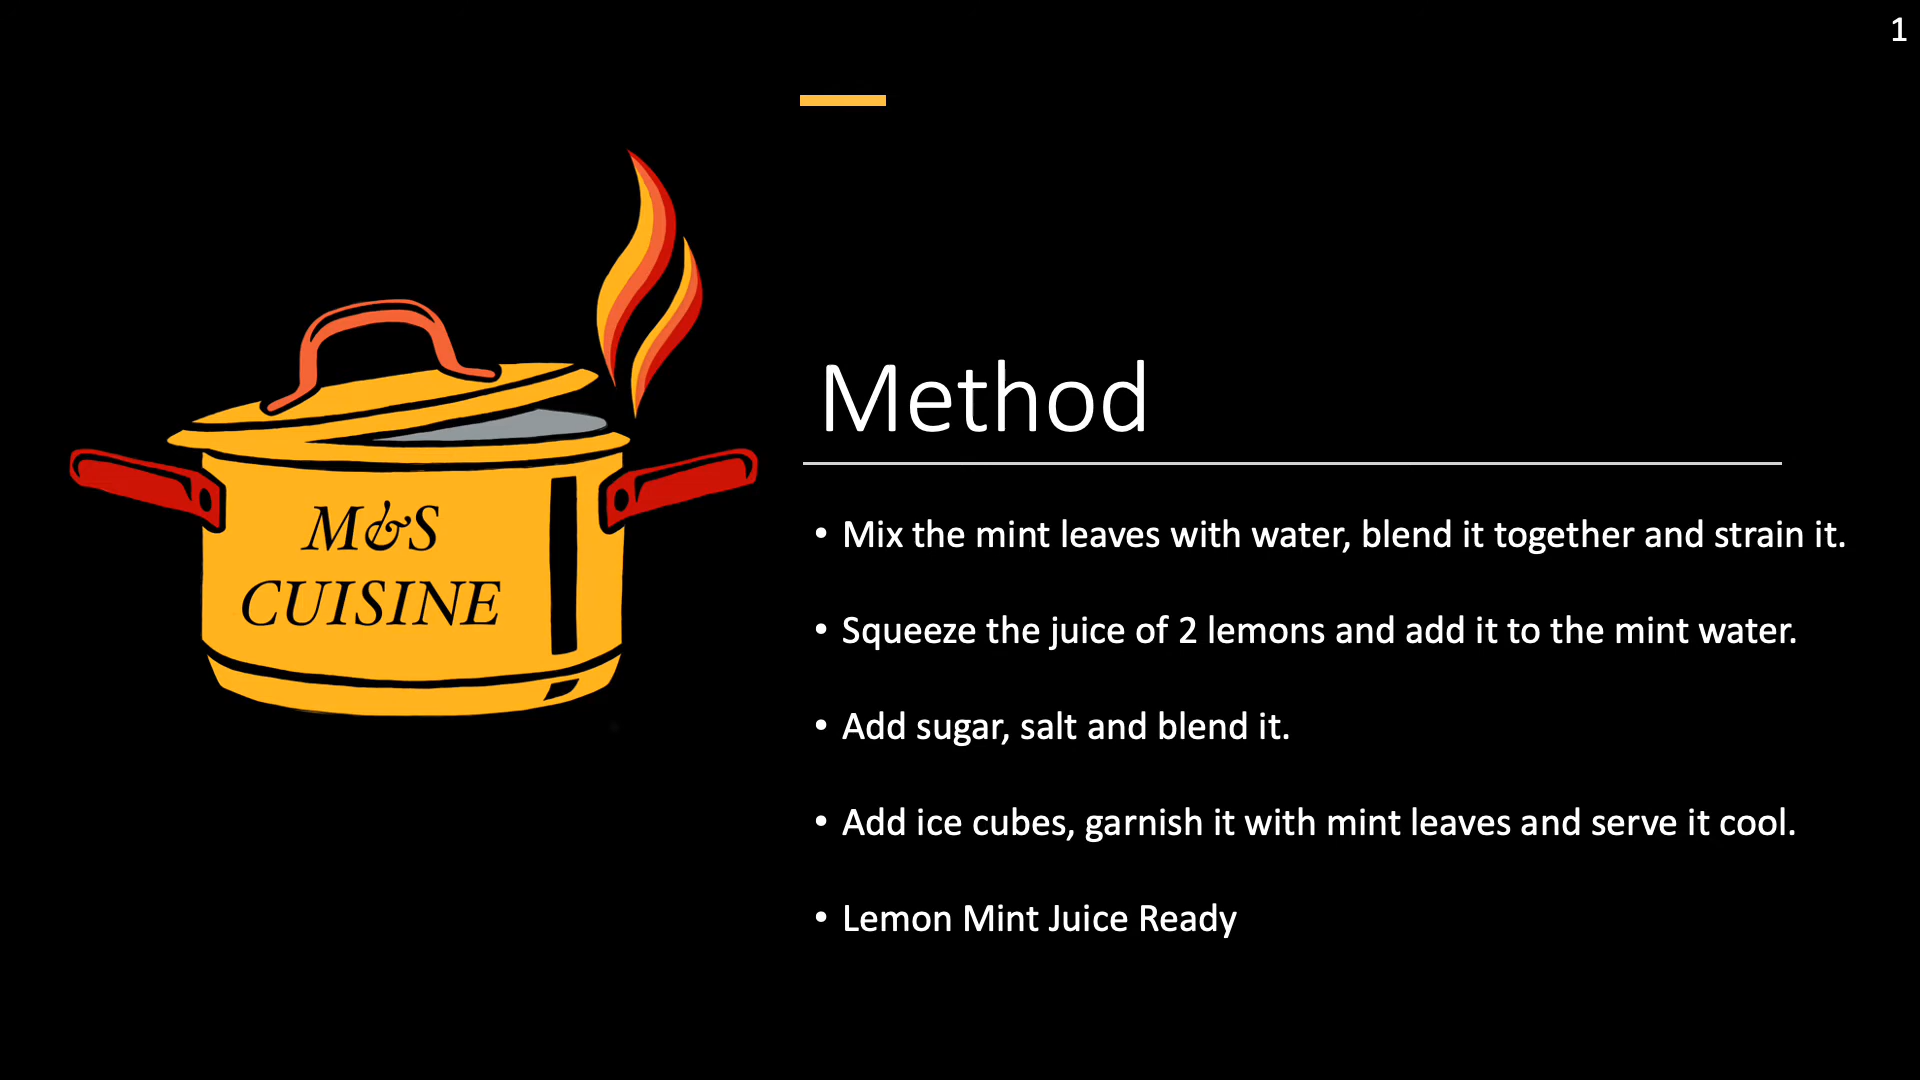 1
M&S
CUISINE
Method
• Mix the mint leaves with water, blend it together and strain it.
• Squeeze the juice of 2 lemons and add it to the mint water.
• Add sugar, salt and blend it.
• Add ice cubes, garnish it with mint leaves and serve it cool.
• Lemon Mint Juice Ready